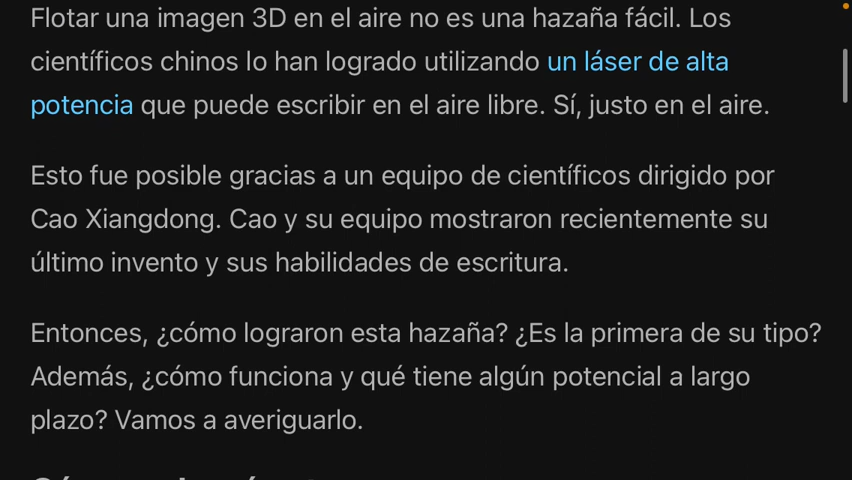 Flotar una imagen 3D en el aire no es una hazaña fácil. Los
científicos chinos lo han logrado utilizando un láser de alta
potencia que puede escribir en el aire libre. Sí, justo en el aire.
Esto fue posible gracias a un equipo de científicos dirigido por
Cao Xiangdong. Cao y su equipo mostraron recientemente su
último invento y sus habilidades de escritura.
Entonces, ¿cómo lograron esta hazaña? ¿Es la primera de su tipo?
Además, ¿cómo funciona y qué tiene algún potencial a largo
plazo? Vamos a averiguarlo.